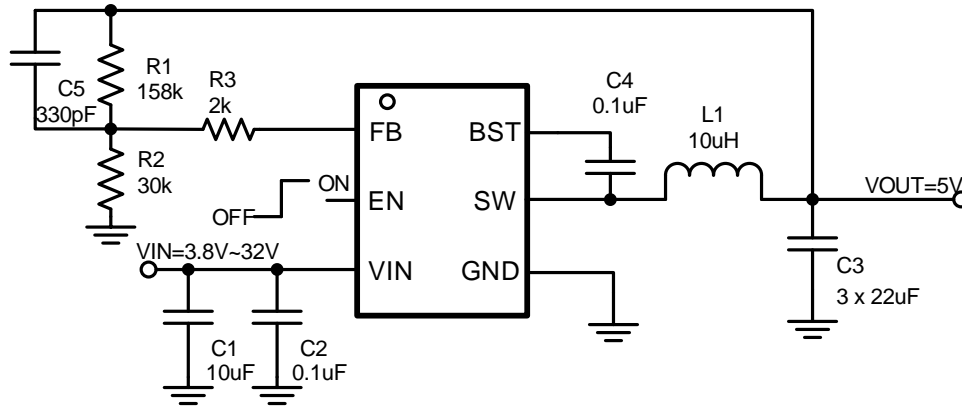 C5
330pF
R1
158k
R3
2k
R2
30k
FB
BST
EN
SW
VIN
GND
C4
0.1uF
L1
10uH
VOUT=5V
C3
3 x 22uF
ON
OFF
VIN=3.8V~32V
C1
10uF
C2
0.1uF